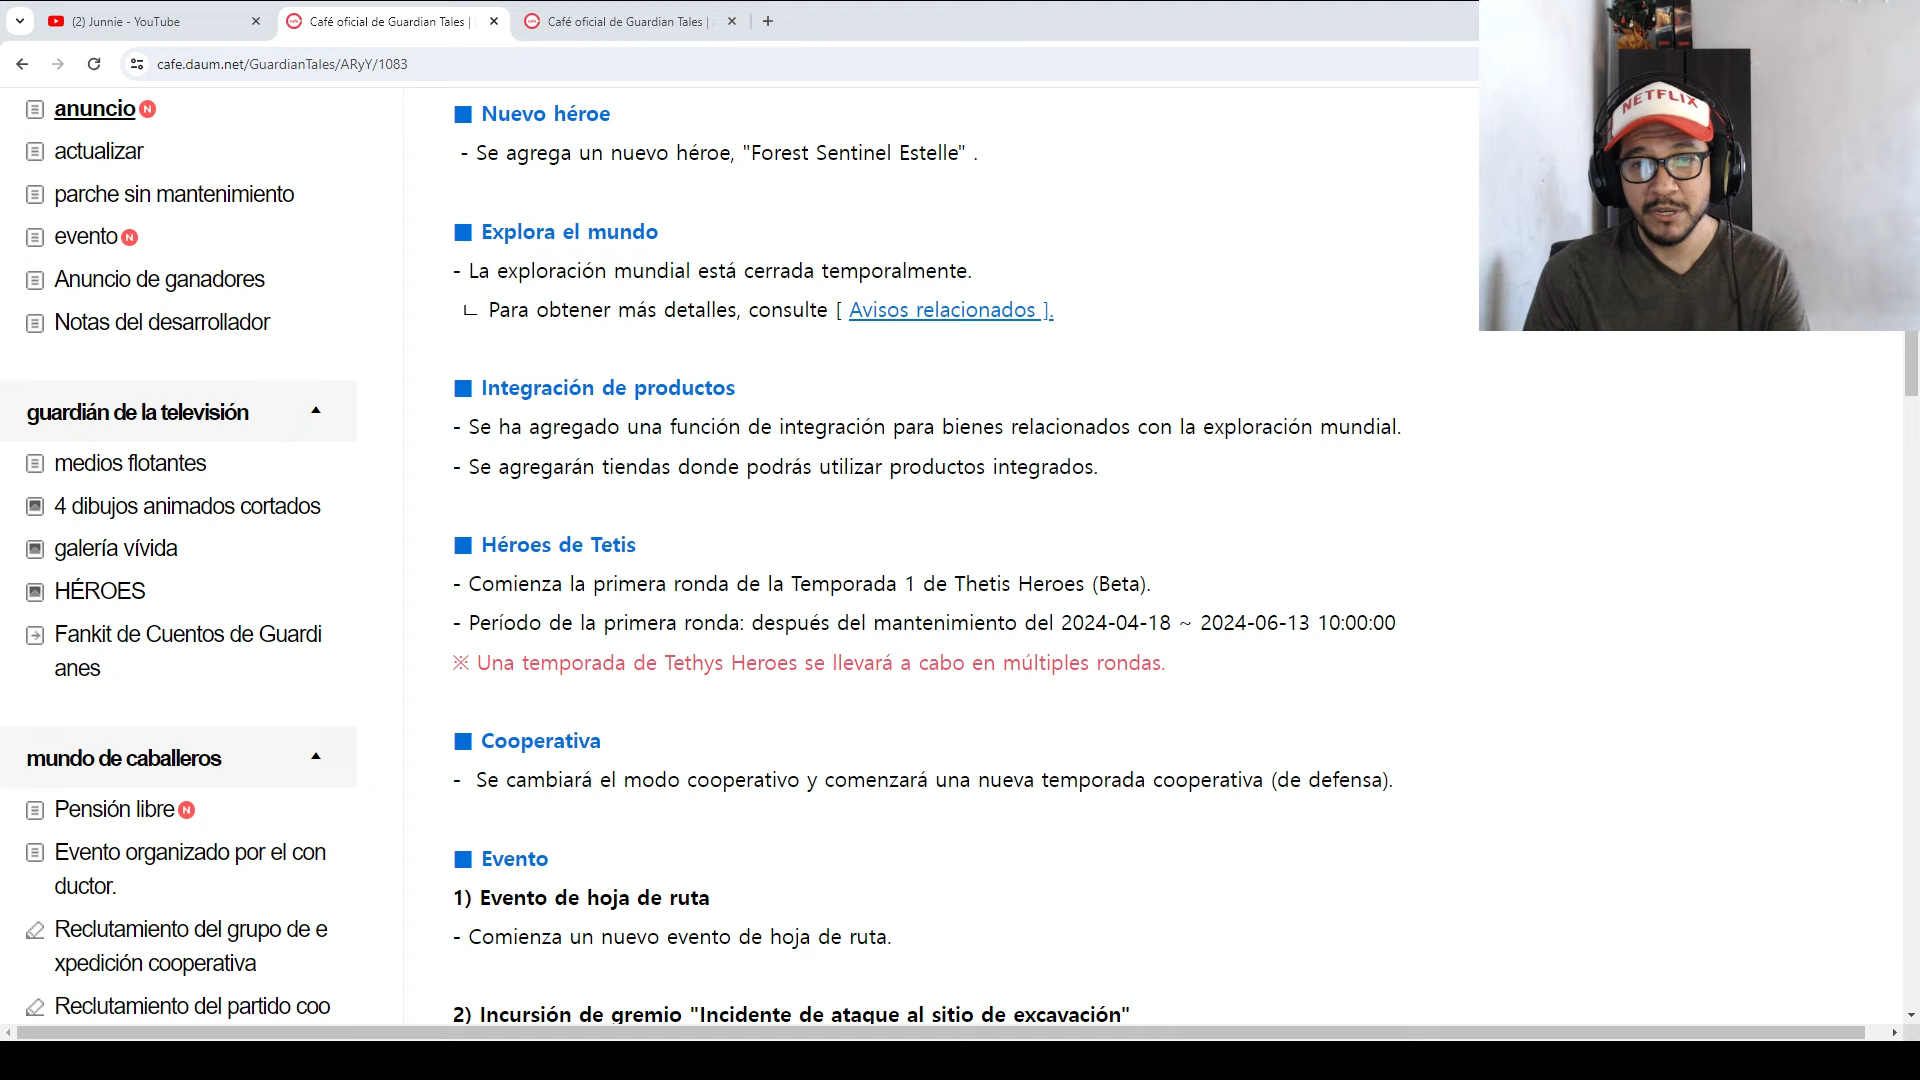 (2) Junnie - YouTube
Café oficial de Guardian Tales |
Café oficial de Guardian Tales |
cafe.daum.net/GuardianTales/ARyY/1083
anuncio N
actualizar
parche sin mantenimiento
evento N
Anuncio de ganadores
Notas del desarrollador
guardián de la televisión
medios flotantes
4 dibujos animados cortados
galería vívida
HÉROES
Fankit de Cuentos de Guardi
anes
mundo de caballeros
Pensión libre N
Evento organizado por el con
ductor.
Reclutamiento del grupo de e
xpedición cooperativa
Reclutamiento del partido coo
■ Nuevo héroe
- Se agrega un nuevo héroe, "Forest Sentinel Estelle" .
■ Explora el mundo
- La exploración mundial está cerrada temporalmente.
ㄴ Para obtener más detalles, consulte [ Avisos relacionados ].
■ Integración de productos
- Se ha agregado una función de integración para bienes relacionados con la exploración mundial.
- Se agregarán tiendas donde podrás utilizar productos integrados.
■ Héroes de Tetis
- Comienza la primera ronda de la Temporada 1 de Thetis Heroes (Beta).
- Período de la primera ronda: después del mantenimiento del 2024-04-18 ~ 2024-06-13 10:00:00
※ Una temporada de Tethys Heroes se llevará a cabo en múltiples rondas.
■ Cooperativa
- Se cambiará el modo cooperativo y comenzará una nueva temporada cooperativa (de defensa).
■ Evento
1) Evento de hoja de ruta
- Comienza un nuevo evento de hoja de ruta.
2) Incursión de gremio "Incidente de ataque al sitio de excavación"
NETFLIX